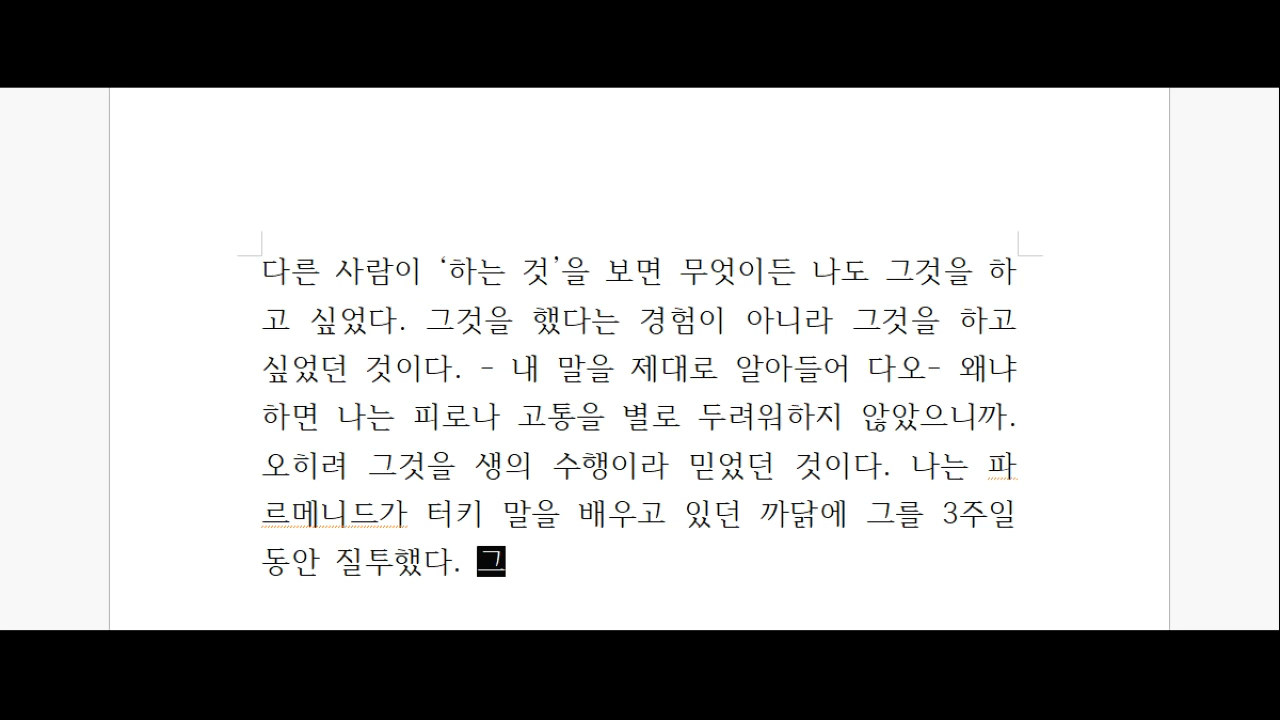 다른 사람이 ‘하는 것’을 보면 무엇이든 나도 그것을 하
고 싶었다. 그것을 했다는 경험이 아니라 그것을 하고
싶었던 것이다. - 내 말을 제대로 알아들어 다오- 왜냐
하면 나는 피로나 고통을 별로 두려워하지 않았으니까.
오히려 그것을 생의 수행이라 믿었던 것이다. 나는 파
르메니드가 터키 말을 배우고 있던 까닭에 그를 3주일
동안 질투했다. 그